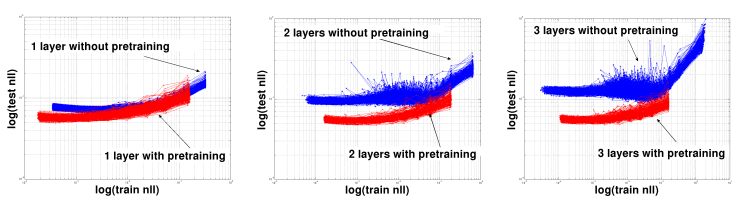 1 layer without pretraining
1 layer with pretraining
log(test nll)
log(train nll)
2 layers without pretraining
2 layers with pretraining
log(test nll)
log(train nll)
3 layers without pretraining
3 layers with pretraining
log(test nll)
log(train nll)